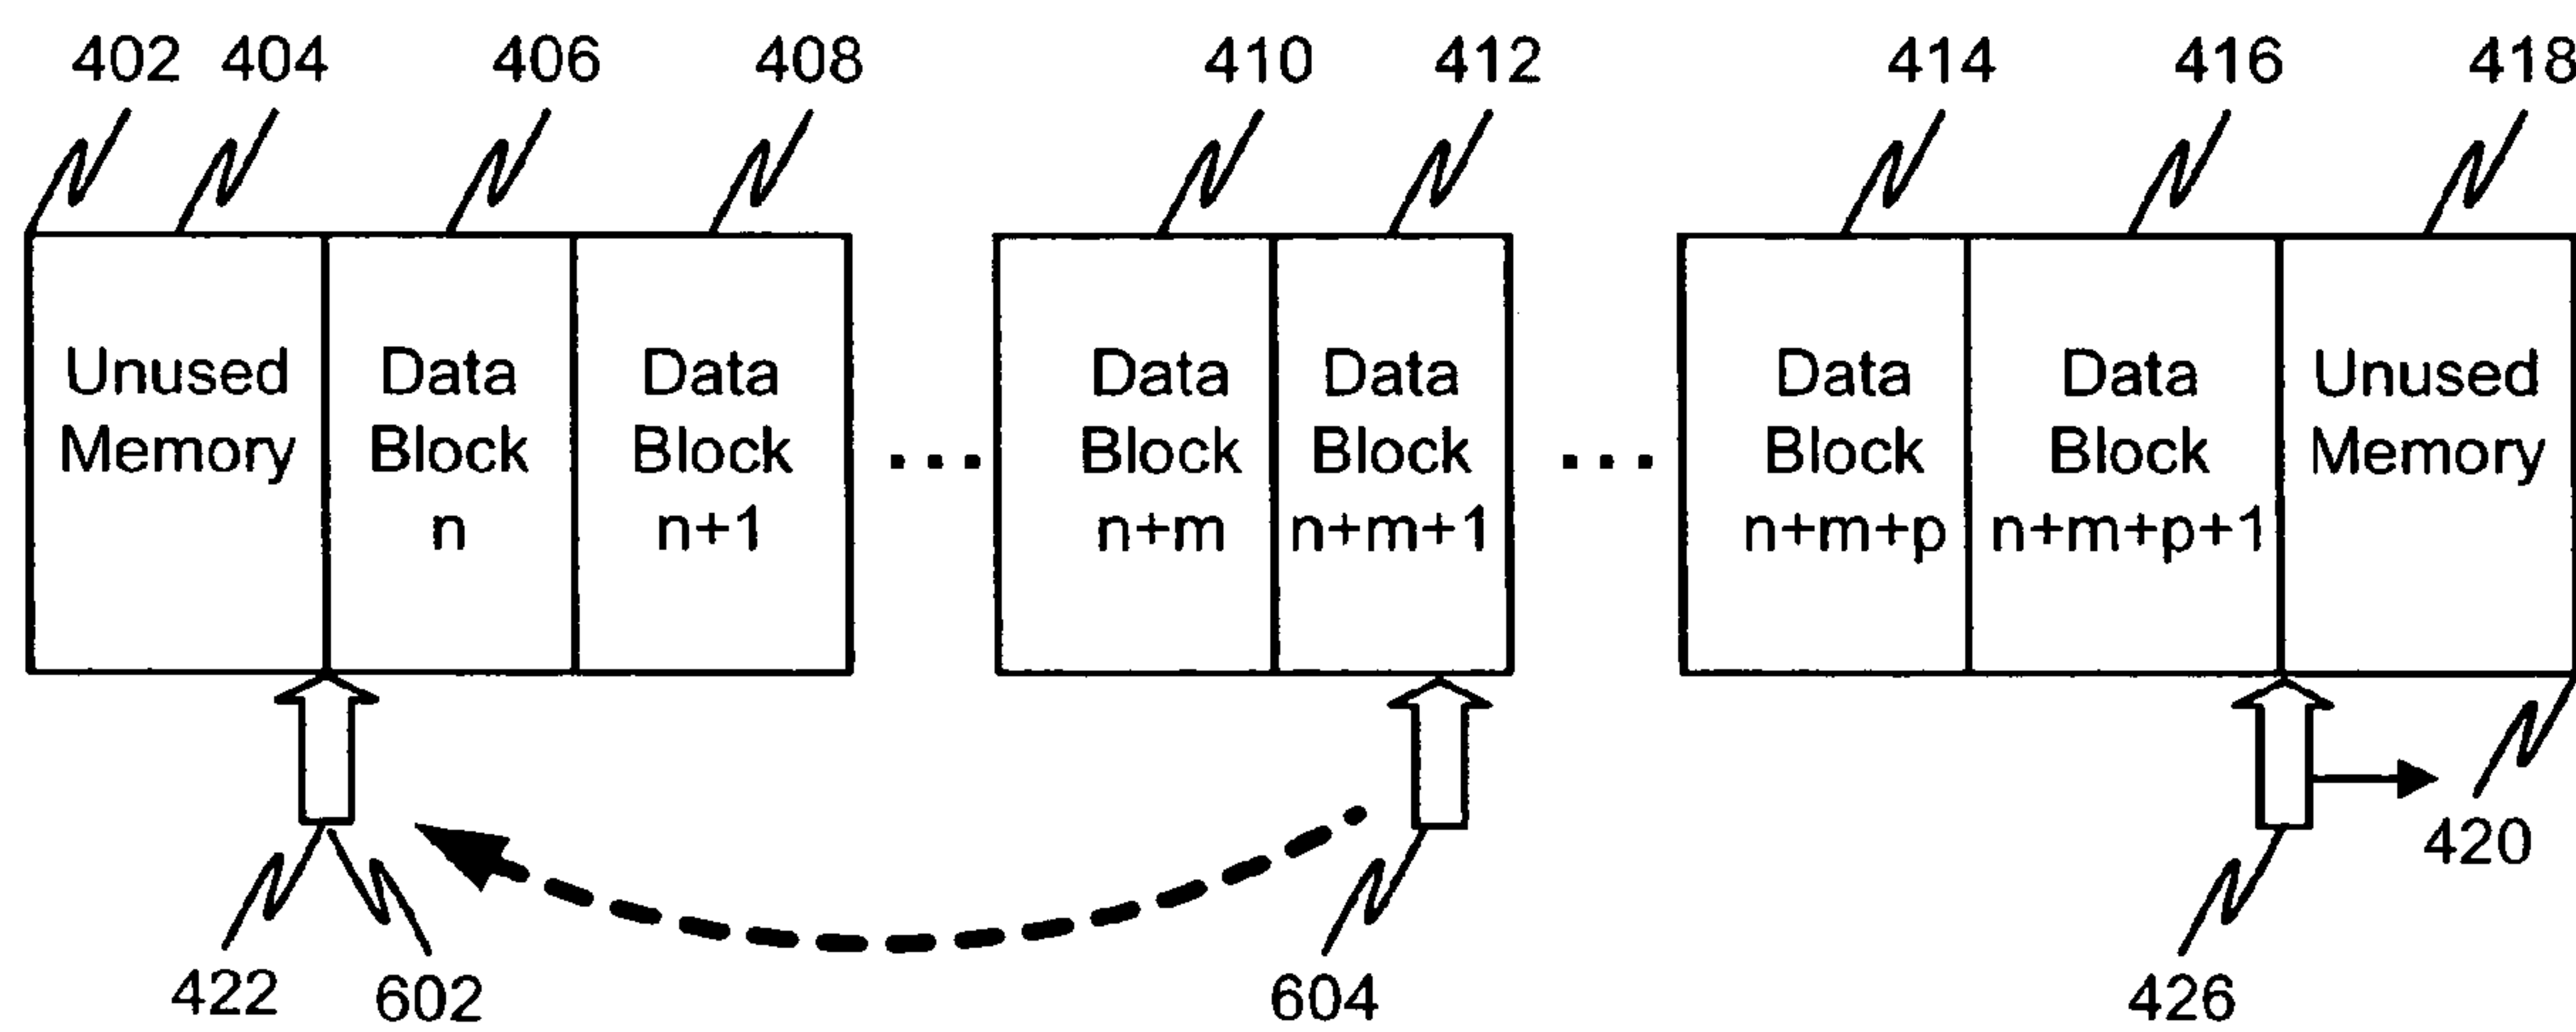 402 404 406 408 410 412 414 416 418
Unused Memory
Data Block n
Data Block n+1
...
Data Block n+m
Data Block n+m+1
...
Data Block n+m+p
Data Block n+m+p+1
Unused Memory
420
422 602 604 426